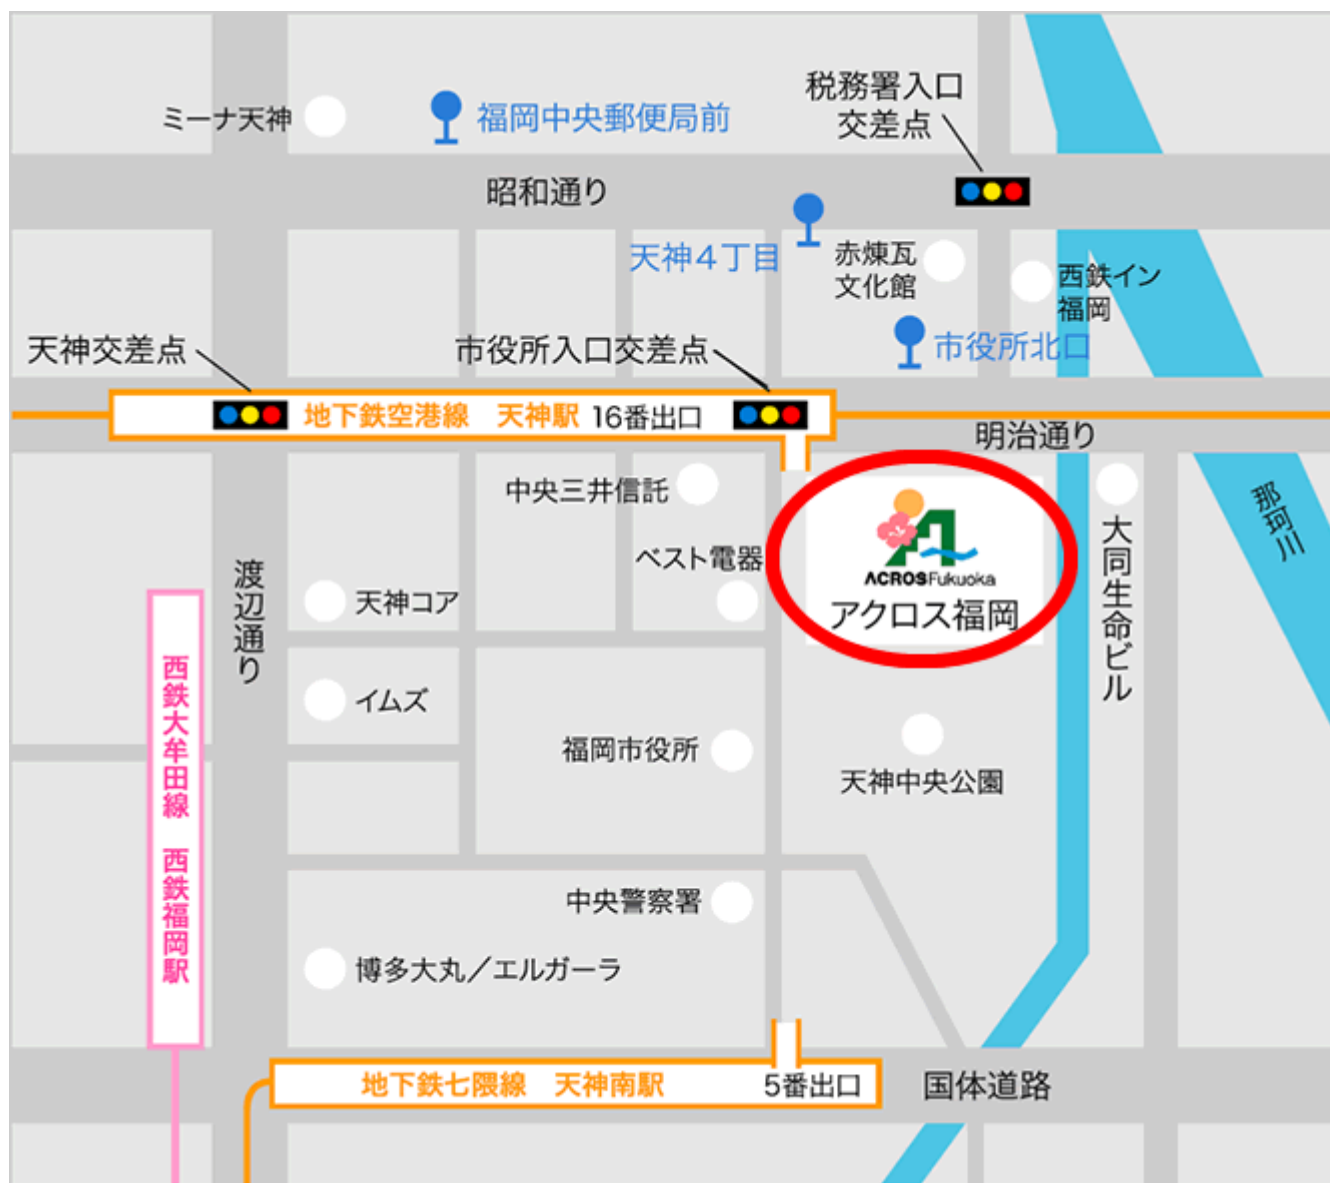 ミーナ天神
福岡中央郵便局前
税務署入口
交差点
昭和通り
天神4丁目
赤煉瓦
文化館
西鉄イン
福岡
天神交差点
市役所入口交差点
市役所北口
地下鉄空港線 天神駅 16番出口
明治通り
中央三井信託
ベスト電器
ACROS Fukuoka
アクロス福岡
大同生命ビル
那珂川
渡辺通り
天神コア
イムズ
西鉄大牟田線 西鉄福岡駅
福岡市役所
天神中央公園
中央警察署
博多大丸／エルガーラ
地下鉄七隈線 天神南駅 5番出口
国体道路